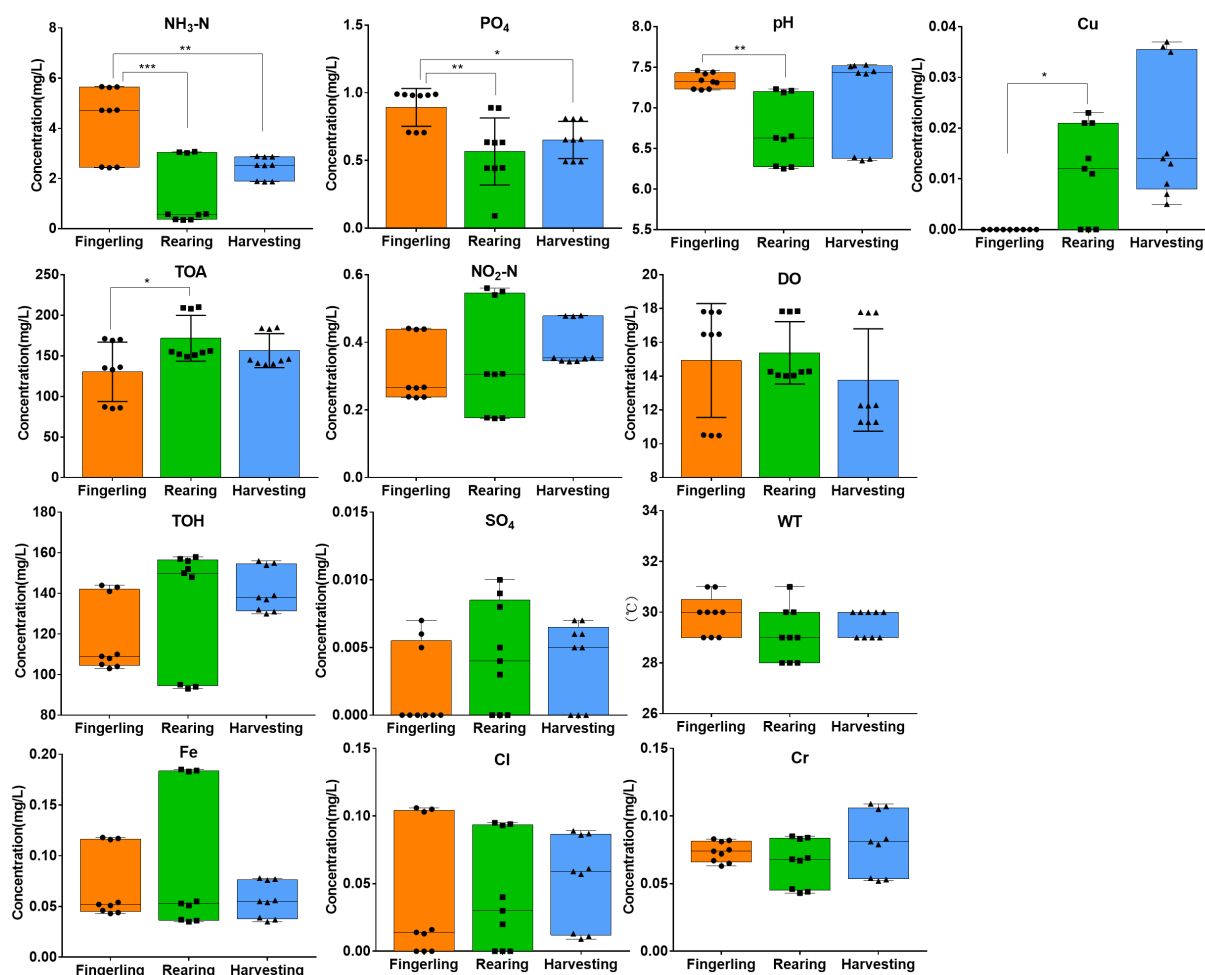 NH₃-N
Concentration(mg/L)
8
6
4
2
0
**
***
Fingerling Rearing Harvesting
PO₄
Concentration(mg/L)
1.5
1.0
0.5
0.0
*
**
Fingerling Rearing Harvesting
pH
Concentration(mg/L)
8.0
7.5
7.0
6.5
6.0
5.5
**
Fingerling Rearing Harvesting
Cu
Concentration(mg/L)
0.04
0.03
0.02
0.01
0.00
*
Fingerling Rearing Harvesting
TOA
Concentration(mg/L)
250
200
150
100
50
0
*
Fingerling Rearing Harvesting
NO₂-N
Concentration(mg/L)
0.6
0.4
0.2
0.0
Fingerling Rearing Harvesting
DO
Concentration(mg/L)
20
18
16
14
12
10
8
Fingerling Rearing Harvesting
TOH
Concentration(mg/L)
180
160
140
120
100
80
Fingerling Rearing Harvesting
SO₄
Concentration(mg/L)
0.015
0.010
0.005
0.000
Fingerling Rearing Harvesting
WT
(℃)
34
32
30
28
26
Fingerling Rearing Harvesting
Fe
Concentration(mg/L)
0.20
0.15
0.10
0.05
0.00
Fingerling Rearing Harvesting
Cl
Concentration(mg/L)
0.15
0.10
0.05
0.00
Fingerling Rearing Harvesting
Cr
Concentration(mg/L)
0.15
0.10
0.05
0.00
Fingerling Rearing Harvesting